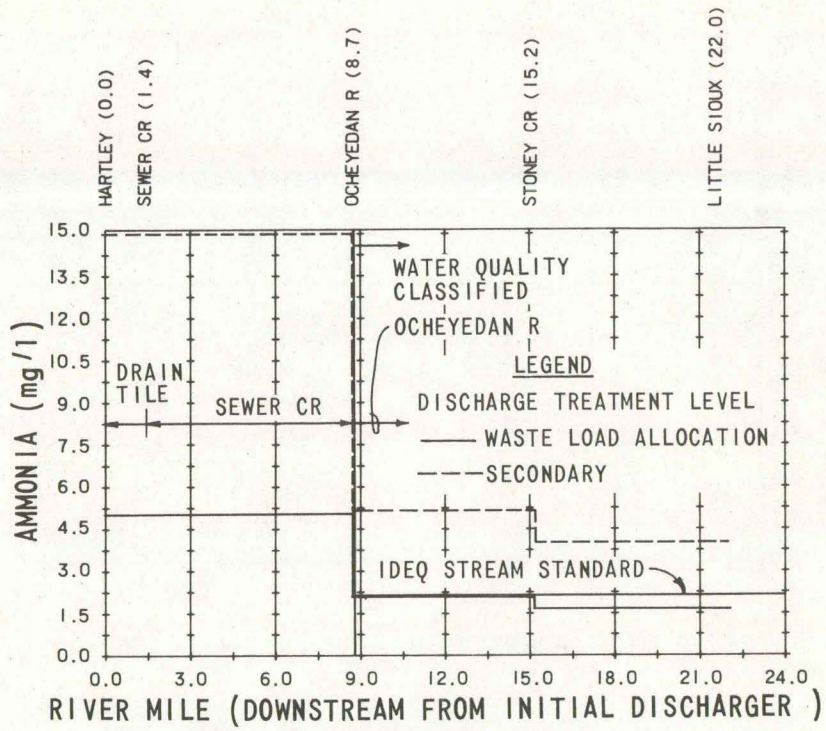 HARTLEY (0.0)
SEWER CR (1.4)
OCHEYEDAN R (8.7)
STONEY CR (15.2)
LITTLE SIOUX (22.0)
15.0
13.5
12.0
10.5
9.0
7.5
6.0
4.5
3.0
1.5
0.0
AMMONIA (mg/l)
WATER QUALITY
CLASSIFIED
OCHEYEDAN R
DRAIN
TILE
SEWER CR
LEGEND
DISCHARGE TREATMENT LEVEL
WASTE LOAD ALLOCATION
SECONDARY
IDEQ STREAM STANDARD
0.0 3.0 6.0 9.0 12.0 15.0 18.0 21.0 24.0
RIVER MILE (DOWNSTREAM FROM INITIAL DISCHARGER )